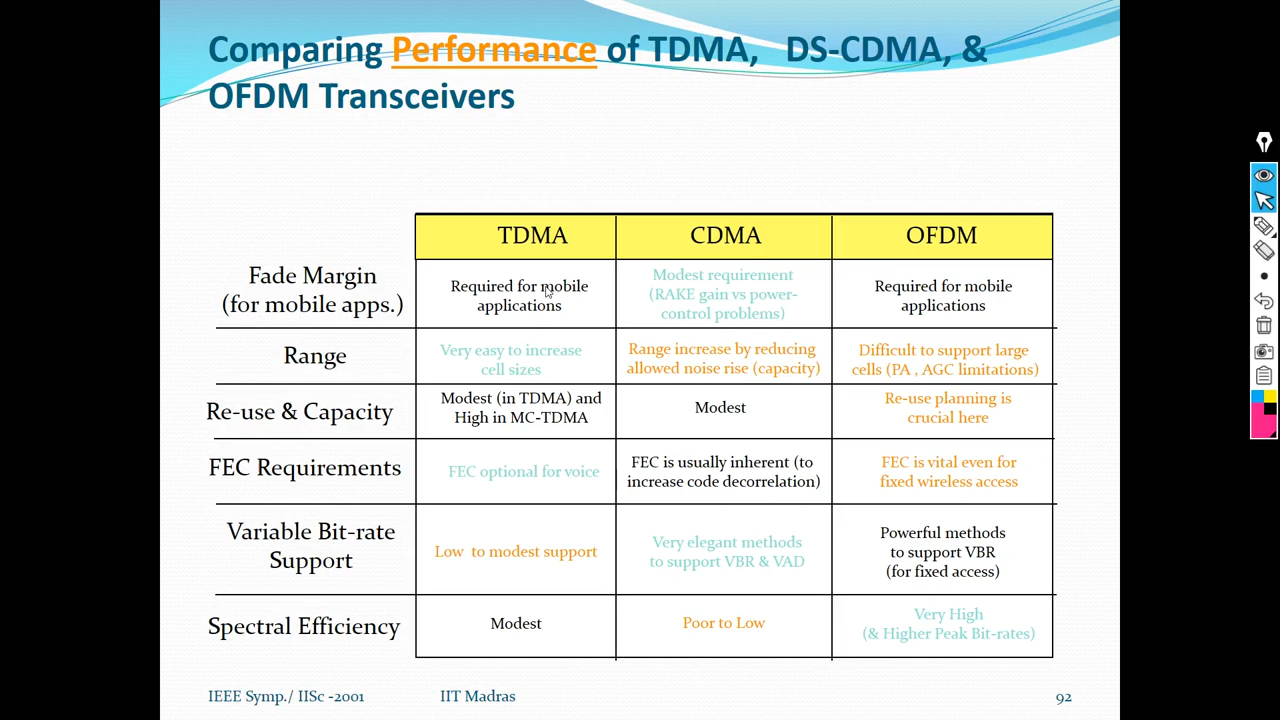 Comparing Performance of TDMA, DS-CDMA, &
OFDM Transceivers
TDMA
CDMA
OFDM
Fade Margin
(for mobile apps.)
Required for mobile
applications
Modest requirement
(RAKE gain vs power-
control problems)
Required for mobile
applications
Range
Very easy to increase
cell sizes
Range increase by reducing
allowed noise rise (capacity)
Difficult to support large
cells (PA , AGC limitations)
Re-use & Capacity
Modest (in TDMA) and
High in MC-TDMA
Modest
Re-use planning is
crucial here
FEC Requirements
FEC optional for voice
FEC is usually inherent (to
increase code decorrelation)
FEC is vital even for
fixed wireless access
Variable Bit-rate
Support
Low to modest support
Very elegant methods
to support VBR & VAD
Powerful methods
to support VBR
(for fixed access)
Spectral Efficiency
Modest
Poor to Low
Very High
(& Higher Peak Bit-rates)
IEEE Symp./ IISc -2001
IIT Madras
92